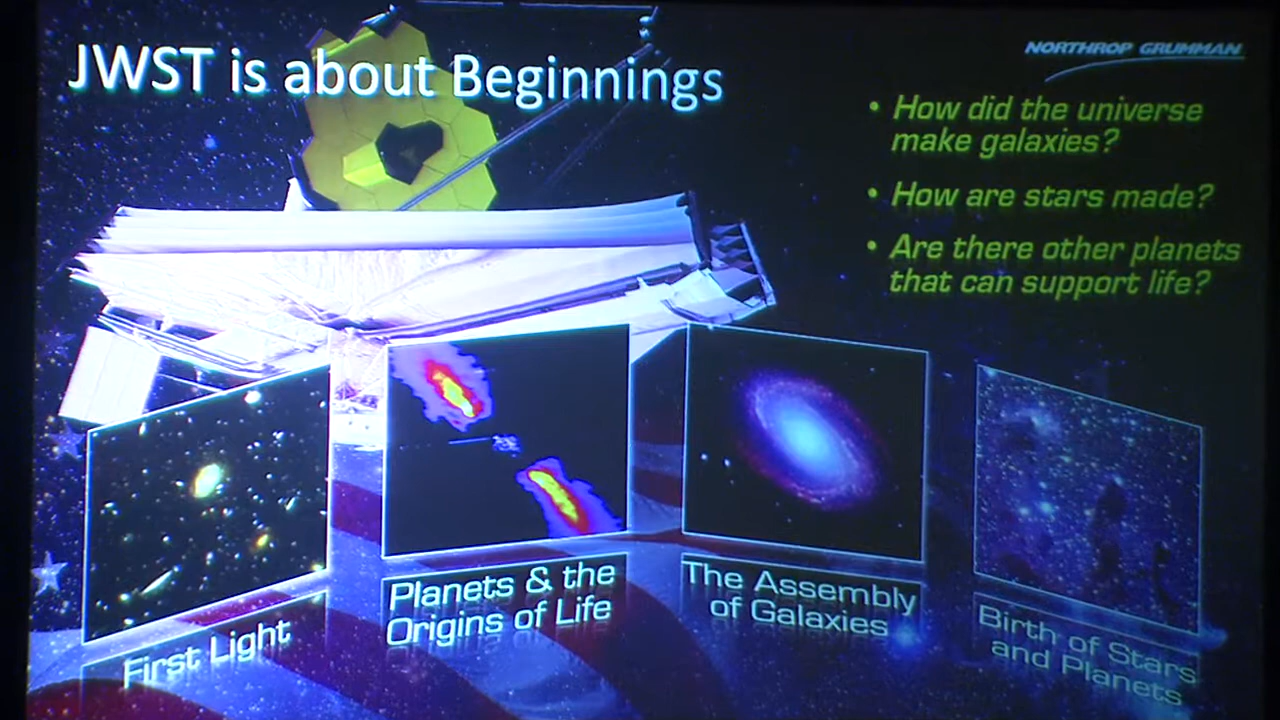 JWST is about Beginnings
NORTHROP GRUMMAN
• How did the universe
make galaxies?
• How are stars made?
• Are there other planets
that can support life?
First Light
Planets & the
Origins of Life
The Assembly
of Galaxies
Birth of Stars
and Planets